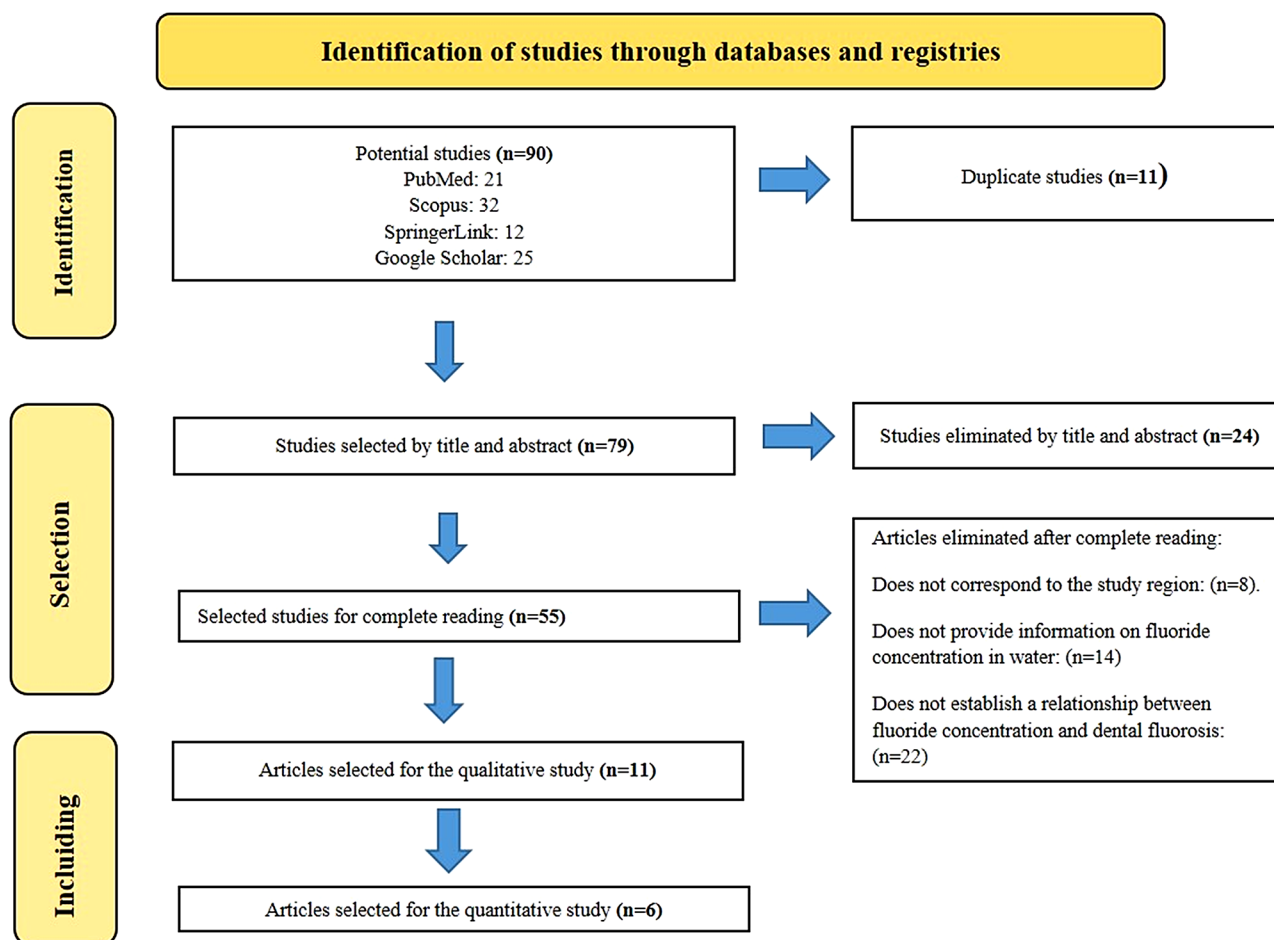 Identification of studies through databases and registries
Identification
Potential studies (n=90)
PubMed: 21
Scopus: 32
SpringerLink: 12
Google Scholar: 25
Duplicate studies (n=11)
Selection
Studies selected by title and abstract (n=79)
Studies eliminated by title and abstract (n=24)
Selected studies for complete reading (n=55)
Articles eliminated after complete reading:
Does not correspond to the study region: (n=8).
Does not provide information on fluoride
concentration in water: (n=14)
Does not establish a relationship between
fluoride concentration and dental fluorosis:
(n=22)
Incluiding
Articles selected for the qualitative study (n=11)
Articles selected for the quantitative study (n=6)